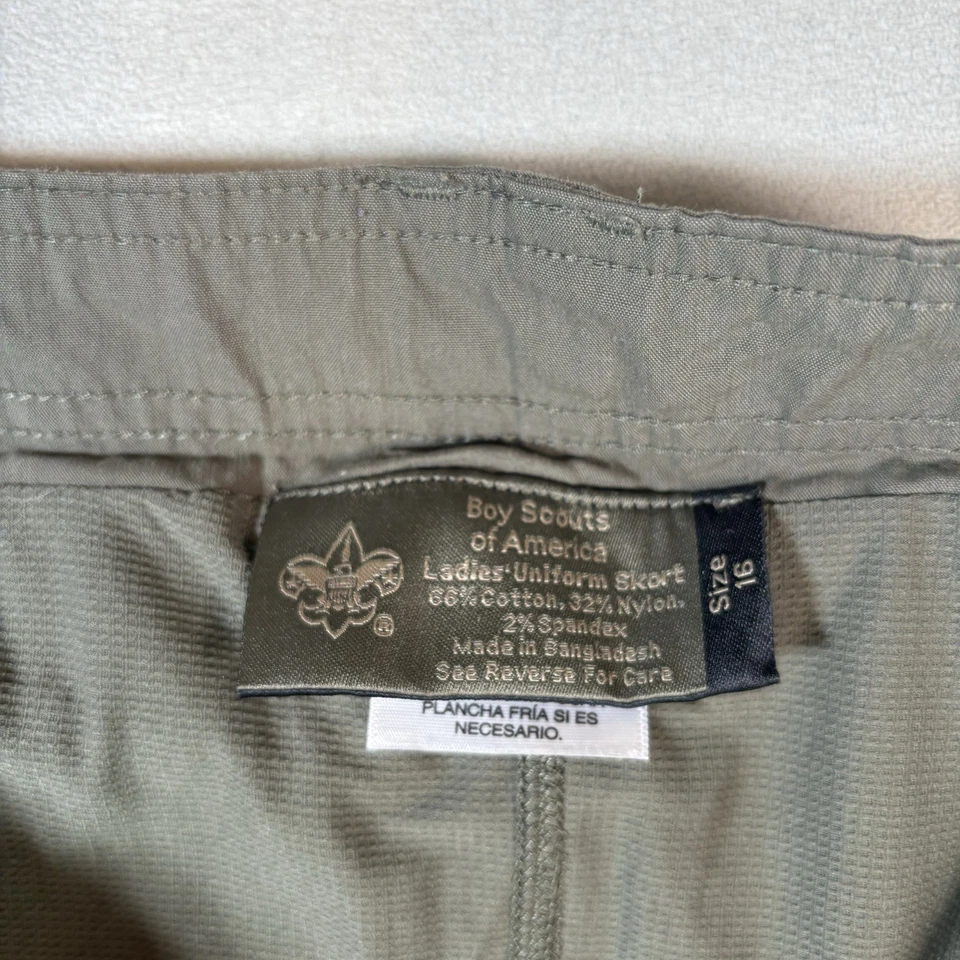 Boy Scouts
of America
Ladies' Uniform Skort
66% Cotton, 32% Nylon,
2% Spandex
Made in Bangladesh
See Reverse For Care
®
Size
16
PLANCHA FRÍA SI ES
NECESARIO.